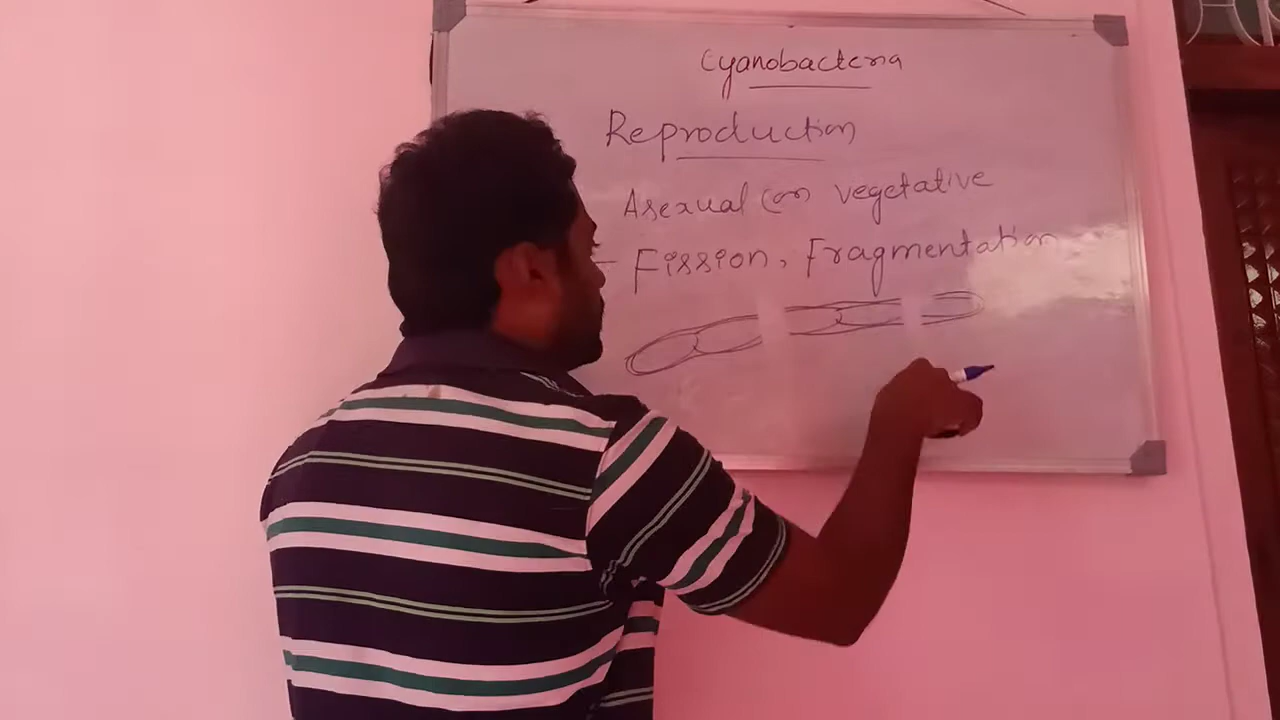 Cyanobacteria
Reproduction
Asexual (or) vegetative
- Fission, Fragmentation